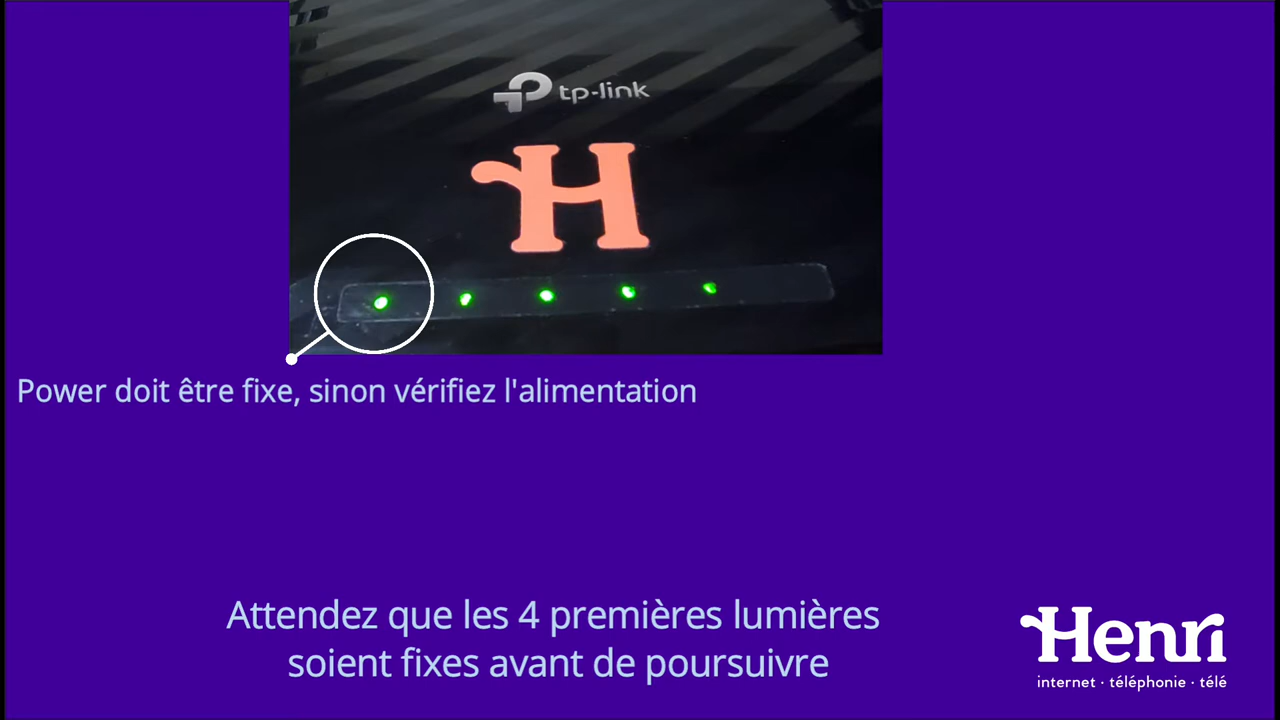 tp-link
H
Power doit être fixe, sinon vérifiez l'alimentation
Attendez que les 4 premières lumières
soient fixes avant de poursuivre
Henri
internet · téléphonie · télé